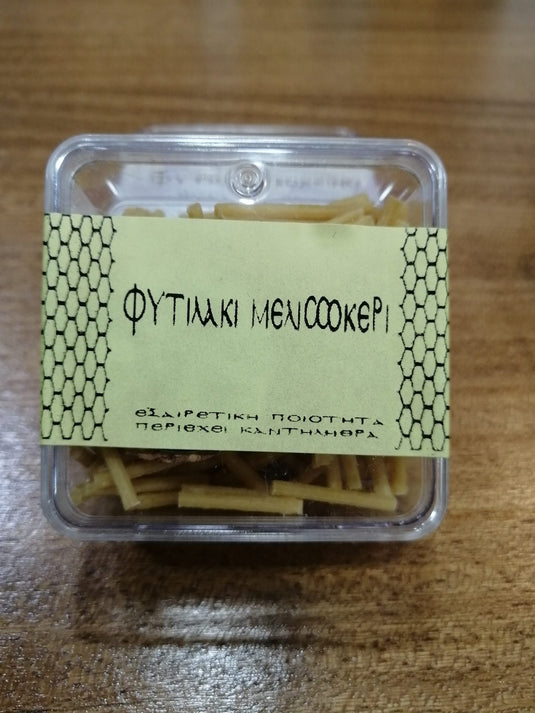 ΦΥΤΙΛΑΚΙ ΜΕΛΙΣΣΟΚΕΡΙ
ΕΞΑΙΡΕΤΙΚΗ ΠΟΙΟΤΗΤΑ
ΠΕΡΙΕΧΕΙ ΚΑΝΤΗΛΗΘΡΑ